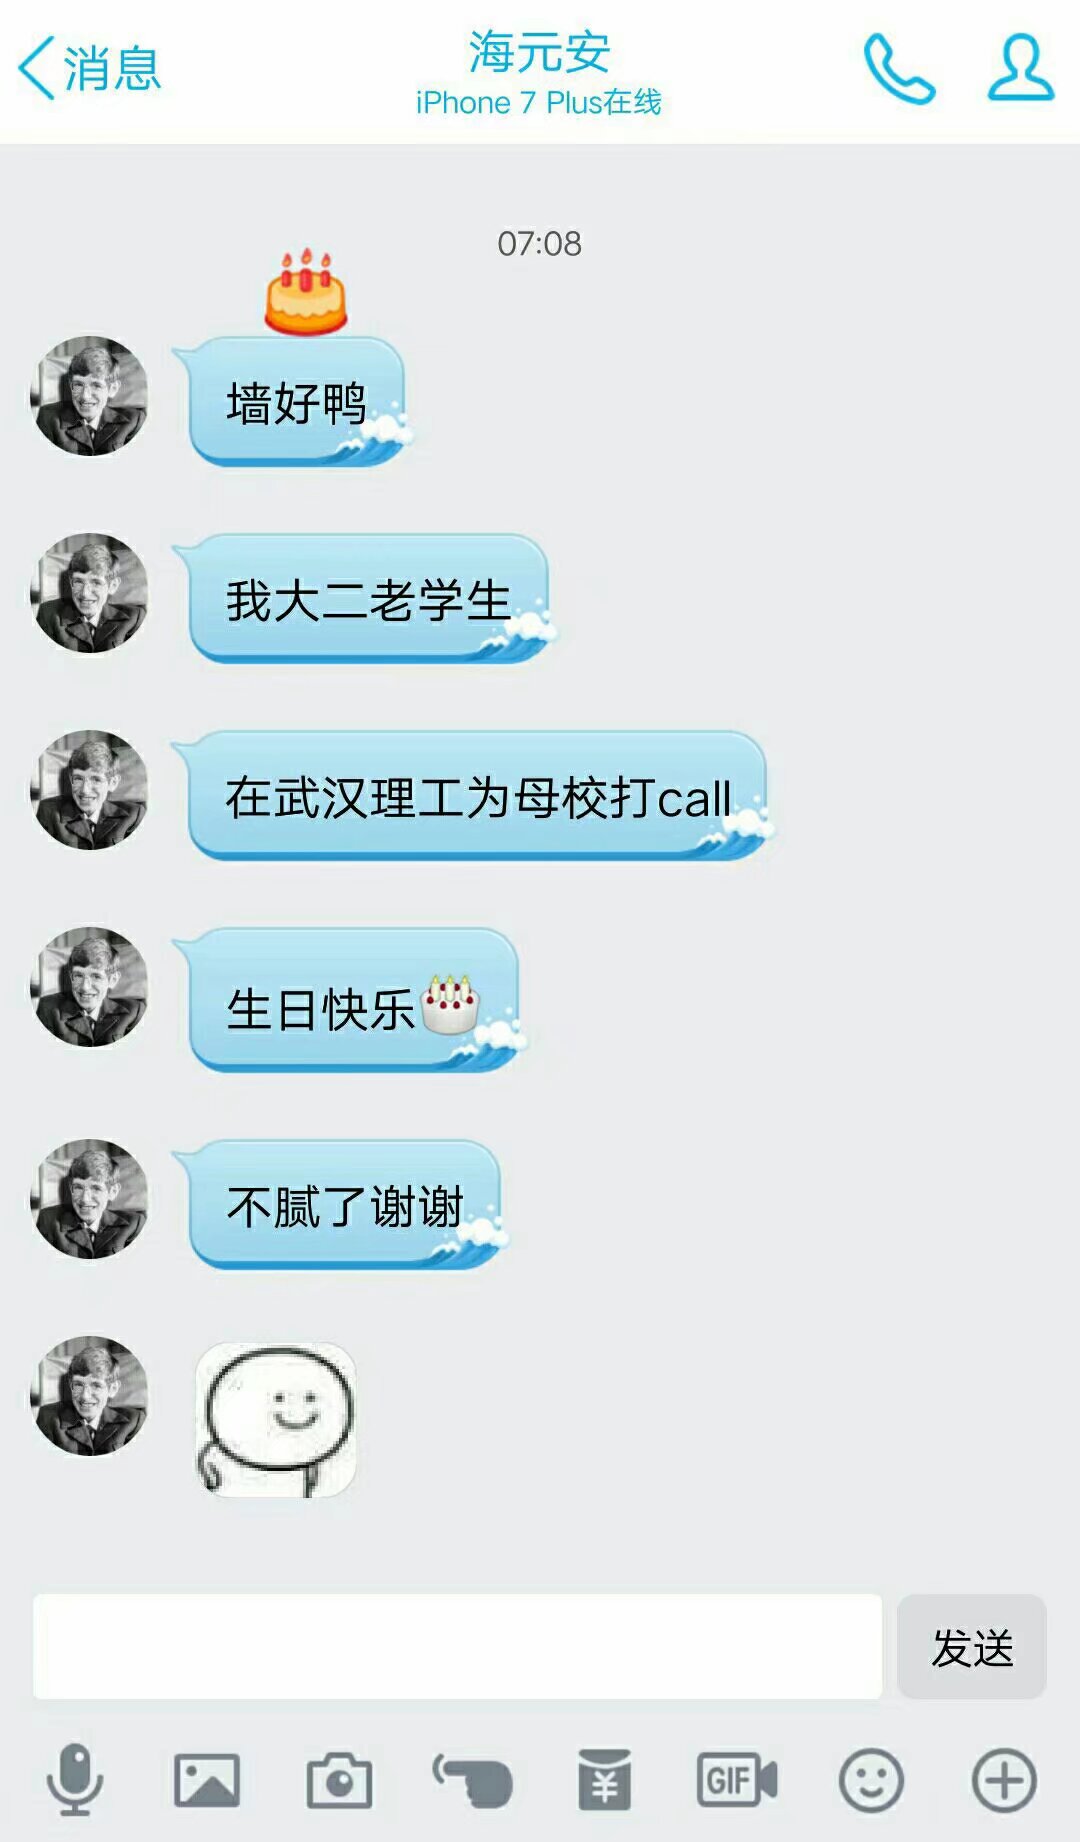 消息
海元安
iPhone 7 Plus在线
07:08
墙好鸭
我大二老学生
在武汉理工为母校打call
生日快乐
不腻了谢谢
发送
GIF